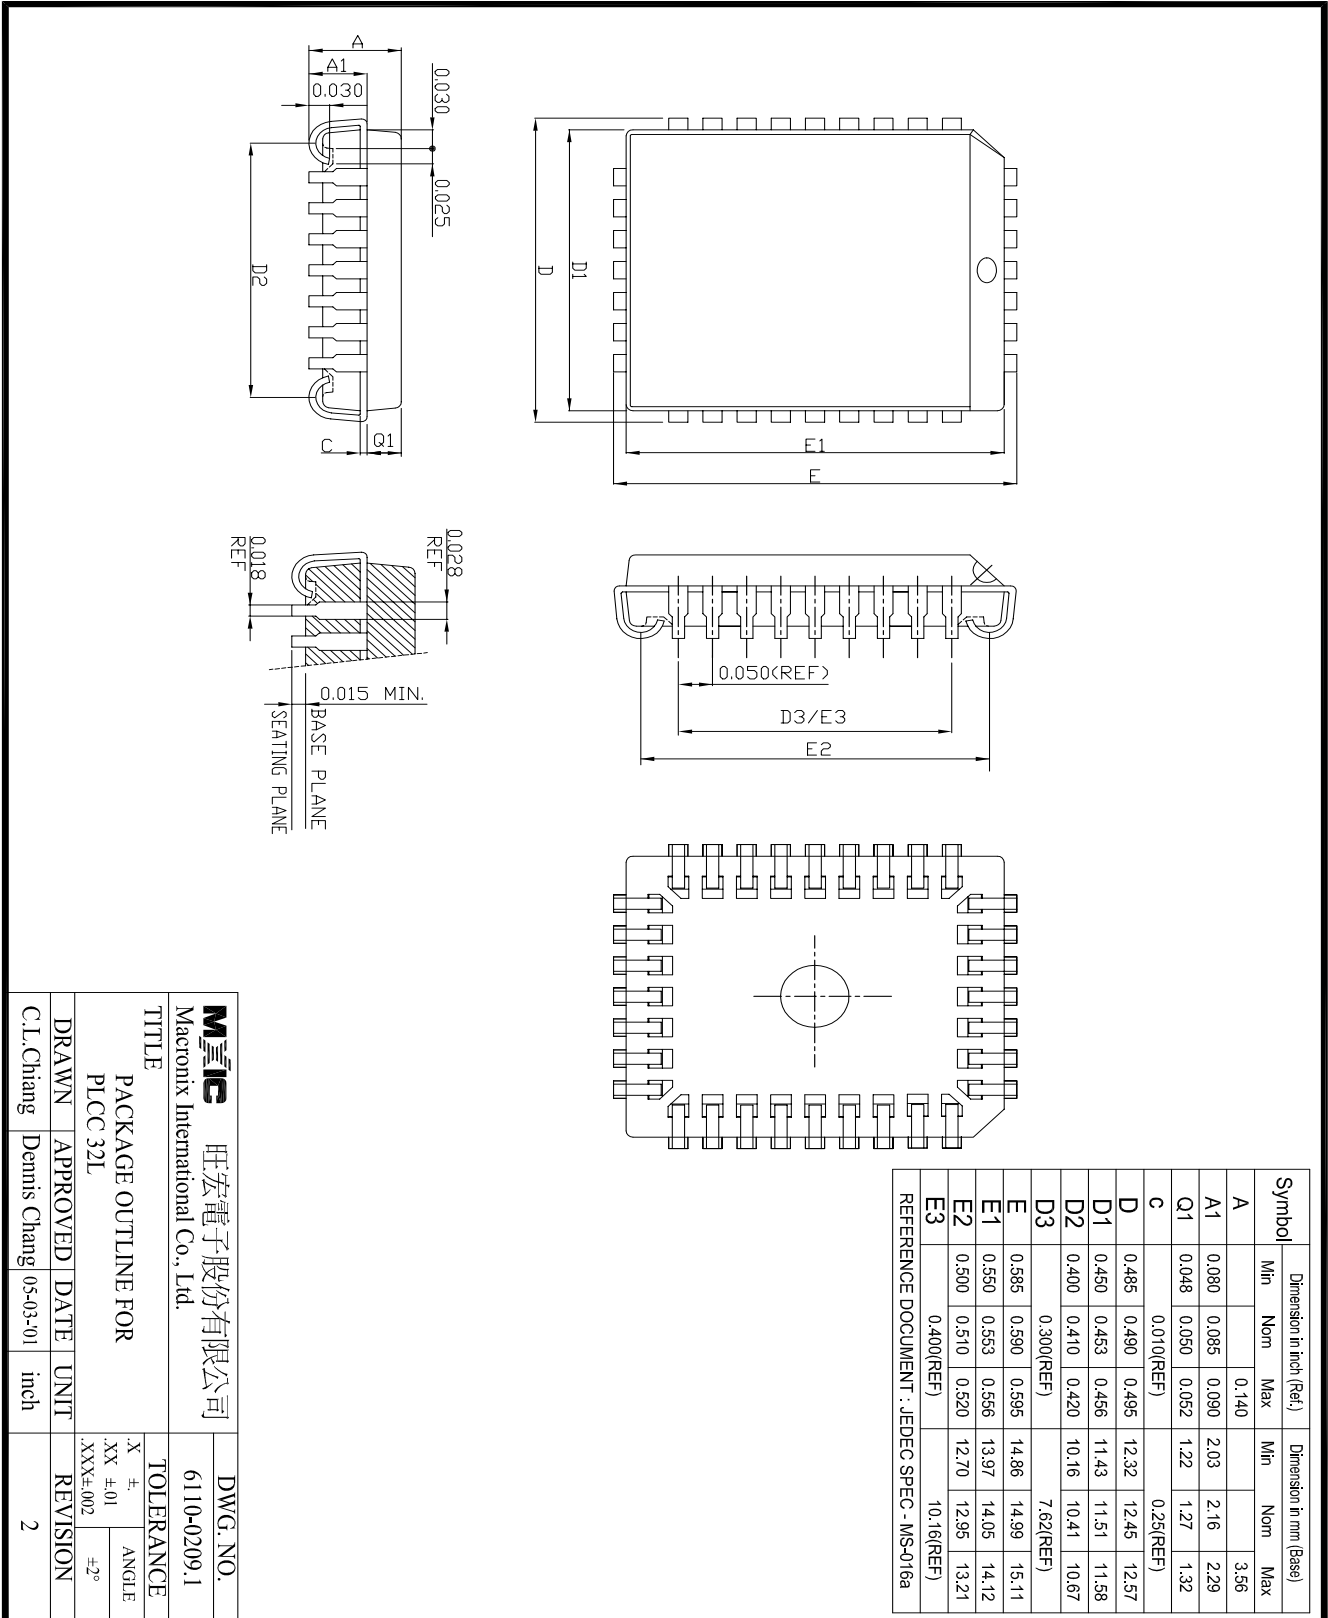 A
A1
0.030
0.030
0.025
D2
C
Q1
D
D1
E1
E
0.018
REF
0.028
REF
0.015 MIN.
BASE PLANE
SEATING PLANE
0.050(REF)
D3/E3
E2
Symbol Dimension in inch (Ref.) Dimension in mm (Base)
Min Nom Max Min Nom Max
A 0.140 3.56
A1 0.080 0.085 0.090 2.03 2.16 2.29
Q1 0.048 0.050 0.052 1.22 1.27 1.32
C 0.010(REF) 0.25(REF)
D 0.485 0.490 0.495 12.32 12.45 12.57
D1 0.450 0.453 0.456 11.43 11.51 11.58
D2 0.400 0.410 0.420 10.16 10.41 10.67
D3 0.300(REF) 7.62(REF)
E 0.585 0.590 0.595 14.86 14.99 15.11
E1 0.550 0.553 0.556 13.97 14.05 14.12
E2 0.500 0.510 0.520 12.70 12.95 13.21
E3 0.400(REF) 10.16(REF)
REFERENCE DOCUMENT : JEDEC SPEC - MS-016a
MXIC 旺宏電子股份有限公司
Macronix International Co., Ltd.
TITLE
PACKAGE OUTLINE FOR
PLCC 32L
DRAWN APPROVED DATE UNIT
C.L.Chiang Dennis Chang 05-03-'01 inch
DWG. NO.
6110-0209.1
TOLERANCE
.X ±.
.XX ±.01
.XXX±.002
ANGLE
±2°
REVISION
2